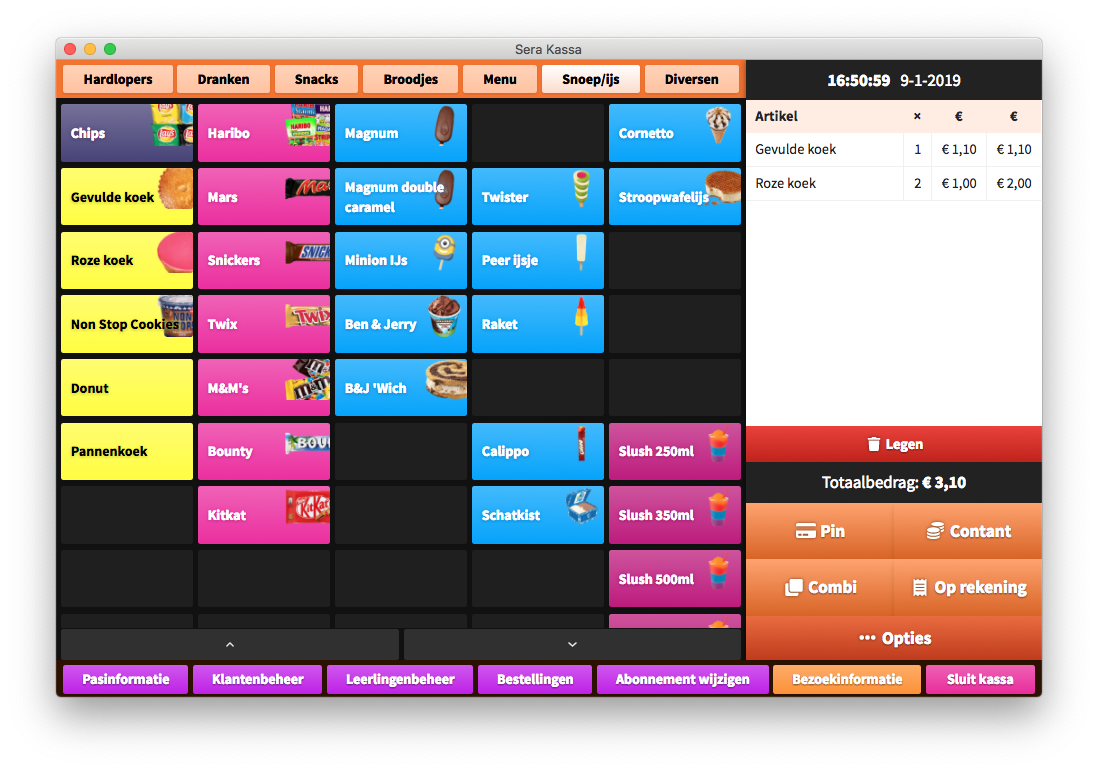 Sera Kassa
Hardlopers Dranken Snacks Broodjes Menu Snoep/ijs Diversen
16:50:59 9-1-2019
Artikel × € €
Gevulde koek 1 € 1,10 € 1,10
Roze koek 2 € 1,00 € 2,00
Chips Haribo Magnum Cornetto
Gevulde koek Mars Magnum double caramel Twister Stroopwafelijs
Roze koek Snickers Minion IJs Peer ijsje
Non Stop Cookies Twix Ben & Jerry Raket
Donut M&M's B&J 'Wich
Pannenkoek Bounty Calippo Slush 250ml
Kitkat Schatkist Slush 350ml
Slush 500ml
Legen
Totaalbedrag: € 3,10
Pin Contant
Combi Op rekening
Opties
Pasinformatie Klantenbeheer Leerlingenbeheer Bestellingen Abonnement wijzigen Bezoekinformatie Sluit kassa